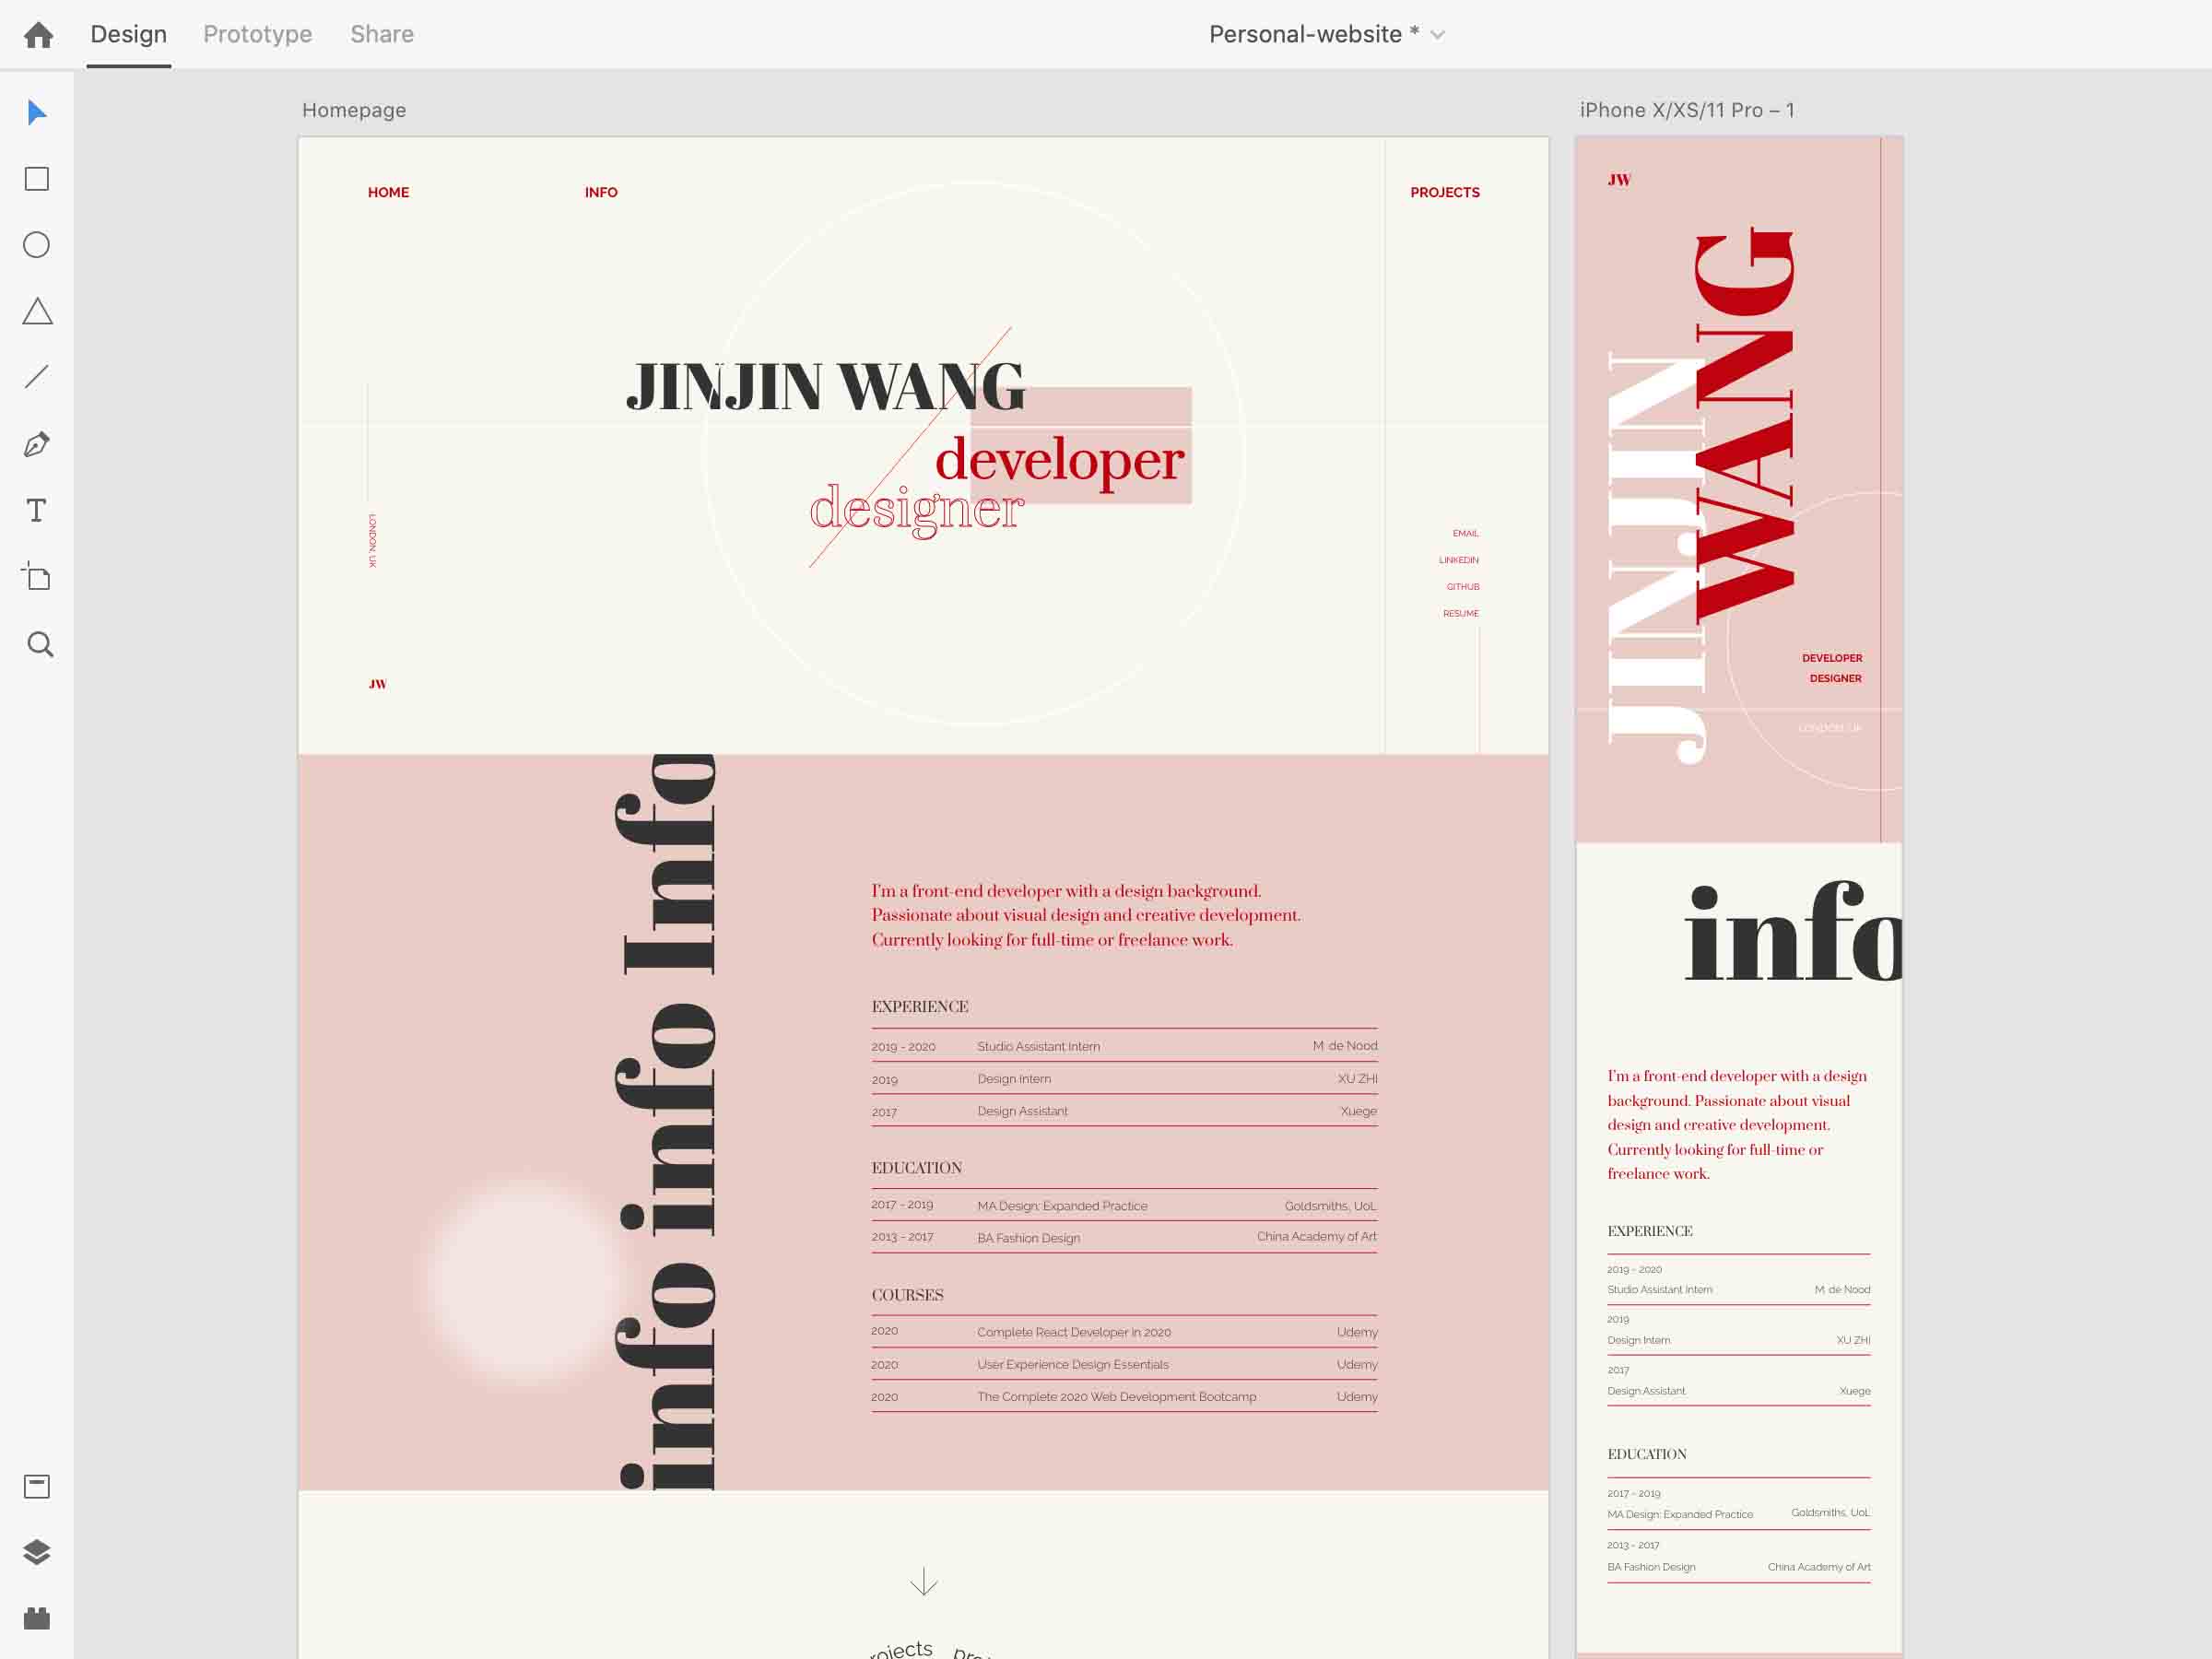 Design Prototype Share
Personal-website *
Homepage
iPhone X/XS/11 Pro – 1
HOME
INFO
PROJECTS
JINJIN WANG
developer
designer
LONDON, UK
EMAIL
LINKEDIN
GITHUB
RESUME
JW
info info Info
I'm a front-end developer with a design background.
Passionate about visual design and creative development.
Currently looking for full-time or freelance work.
EXPERIENCE
2019 - 2020 Studio Assistant Intern M. de Nood
2019 Design Intern XU ZHI
2017 Design Assistant Xuege
EDUCATION
2017 - 2019 MA Design: Expanded Practice Goldsmiths, UoL
2013 - 2017 BA Fashion Design China Academy of Art
COURSES
2020 Complete React Developer in 2020 Udemy
2020 User Experience Design Essentials Udemy
2020 The Complete 2020 Web Development Bootcamp Udemy
JW
JINJIN
WANG
DEVELOPER
DESIGNER
LONDON, UK
info
I'm a front-end developer with a design
background. Passionate about visual
design and creative development.
Currently looking for full-time or
freelance work.
EXPERIENCE
2019 - 2020
Studio Assistant Intern M. de Nood
2019
Design Intern XU ZHI
2017
Design Assistant Xuege
EDUCATION
2017 - 2019
MA Design: Expanded Practice Goldsmiths, UoL
2013 - 2017
BA Fashion Design China Academy of Art